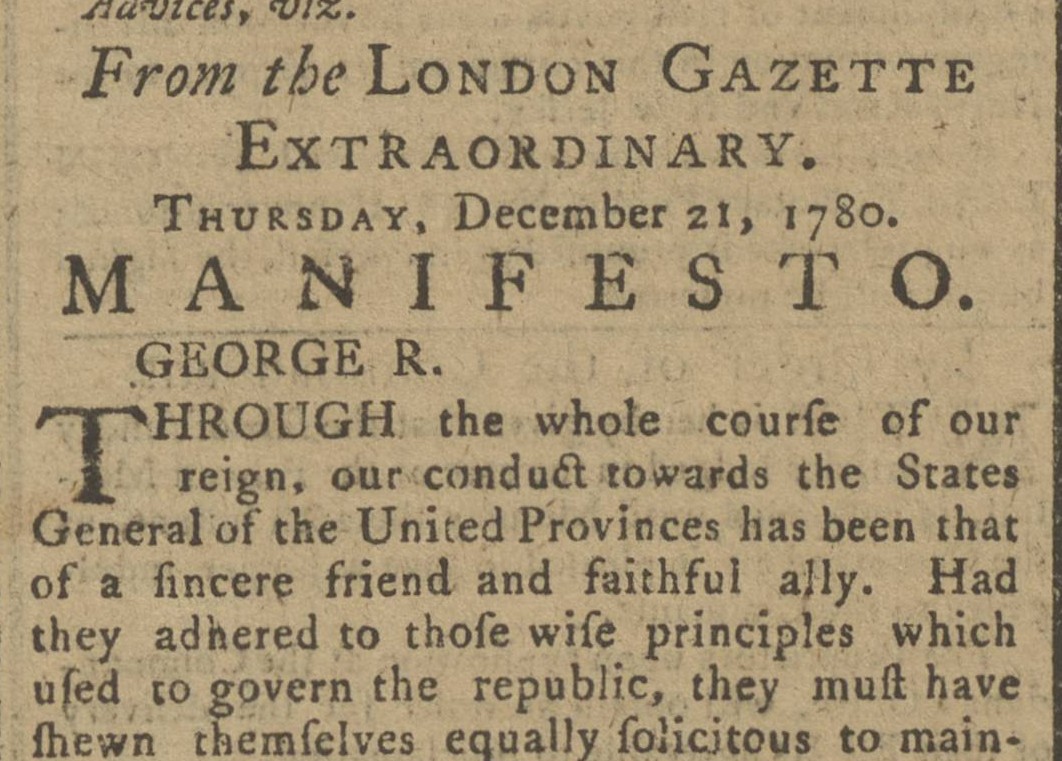 Advices, viz.
From the LONDON GAZETTE
EXTRAORDINARY.
THURSDAY, December 21, 1780.
MANIFESTO.
GEORGE R.
THROUGH the whole courſe of our
reign, our conduct towards the States
General of the United Provinces has been that
of a ſincere friend and faithful ally. Had
they adhered to thoſe wiſe principles which
uſed to govern the republic, they muſt have
ſhewn themſelves equally ſolicitous to main-